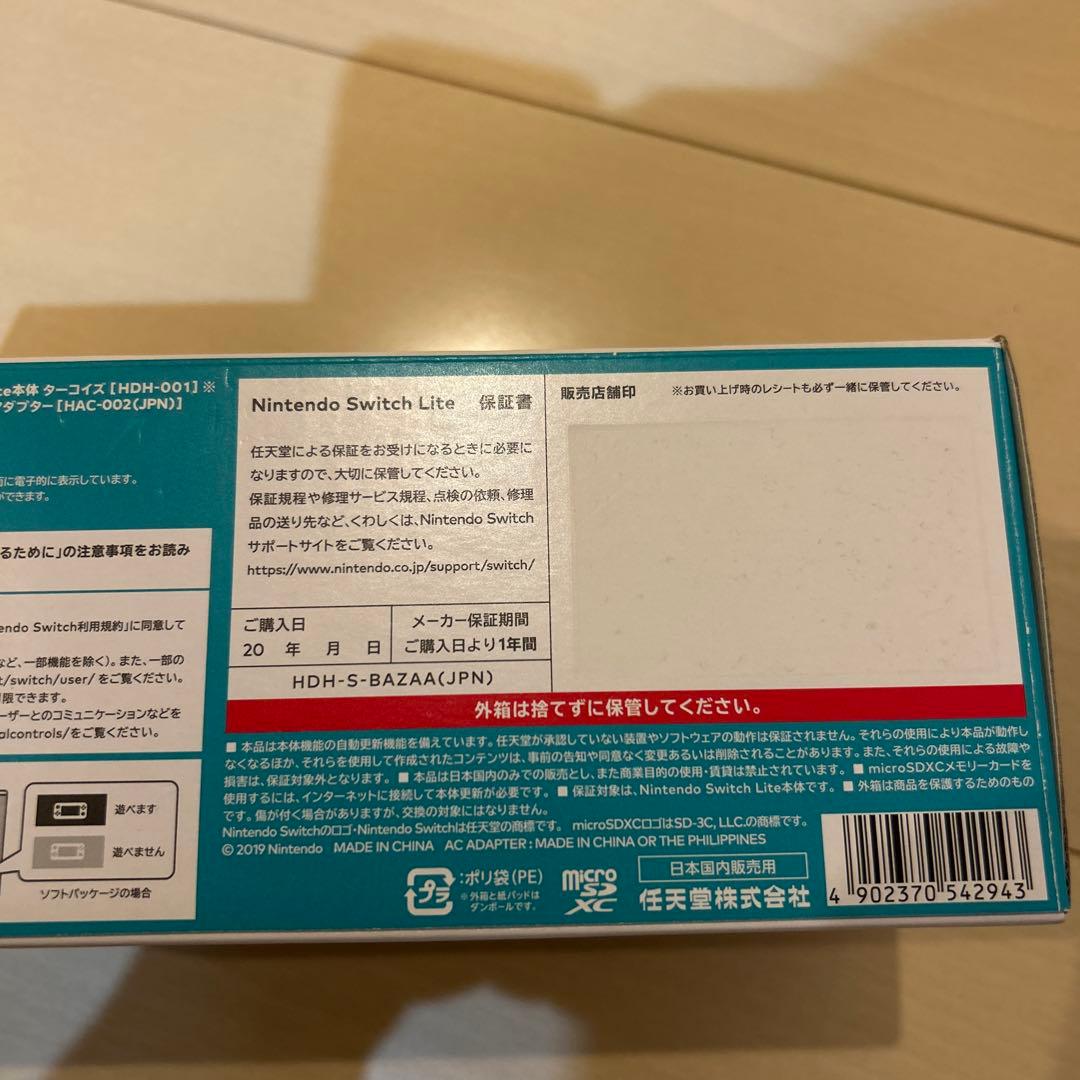 ce本体 ターコイズ [HDH-001] ※
アダプター[HAC-002(JPN)]
面に電子的に表示しています。
ができます。
るために」の注意事項をお読み
endo Switch利用規約」に同意して
など、一部機能を除く)。また、一部の
t/switch/user/ をご覧ください。
限できます。
ーザーとのコミュニケーションなどを
alcontrols/をご覧ください。
遊べます
遊べません
ソフトパッケージの場合
Nintendo Switch Lite 保証書
任天堂による保証をお受けになるときに必要に
なりますので、大切に保管してください。
保証規程や修理サービス規程、点検の依頼、修理
品の送り先など、くわしくは、Nintendo Switch
サポートサイトをご覧ください。
https://www.nintendo.co.jp/support/switch/
ご購入日
20 年 月 日
メーカー保証期間
ご購入日より1年間
HDH-S-BAZAA(JPN)
販売店舗印 ※お買い上げ時のレシートも必ず一緒に保管してください。
外箱は捨てずに保管してください。
■ 本品は本体機能の自動更新機能を備えています。任天堂が承認していない装置やソフトウェアの動作は保証されません。それらの使用により本品が動作し
なくなるほか、それらを使用して作成されたコンテンツは、事前の告知や同意なく変更あるいは削除されることがあります。また、それらの使用による故障や
損害は、保証対象外となります。 ■ 本品は日本国内のみでの販売とし、また商業目的の使用・賃貸は禁止されています。 ■ microSDXCメモリーカードを
使用するには、インターネットに接続して本体更新が必要です。 ■ 保証対象は、Nintendo Switch Lite本体です。 ■ 外箱は商品を保護するためのもの
です。傷が付く場合がありますが、交換の対象にはなりません。
Nintendo Switchのロゴ・Nintendo Switchは任天堂の商標です。 microSDXCロゴはSD-3C, LLC.の商標です。
© 2019 Nintendo MADE IN CHINA AC ADAPTER : MADE IN CHINA OR THE PHILIPPINES
プラ
:ポリ袋(PE)
※外箱と紙パッドは
ダンボールです。
micro
SD
XC
日本国内販売用
任天堂株式会社
4 902370 542943